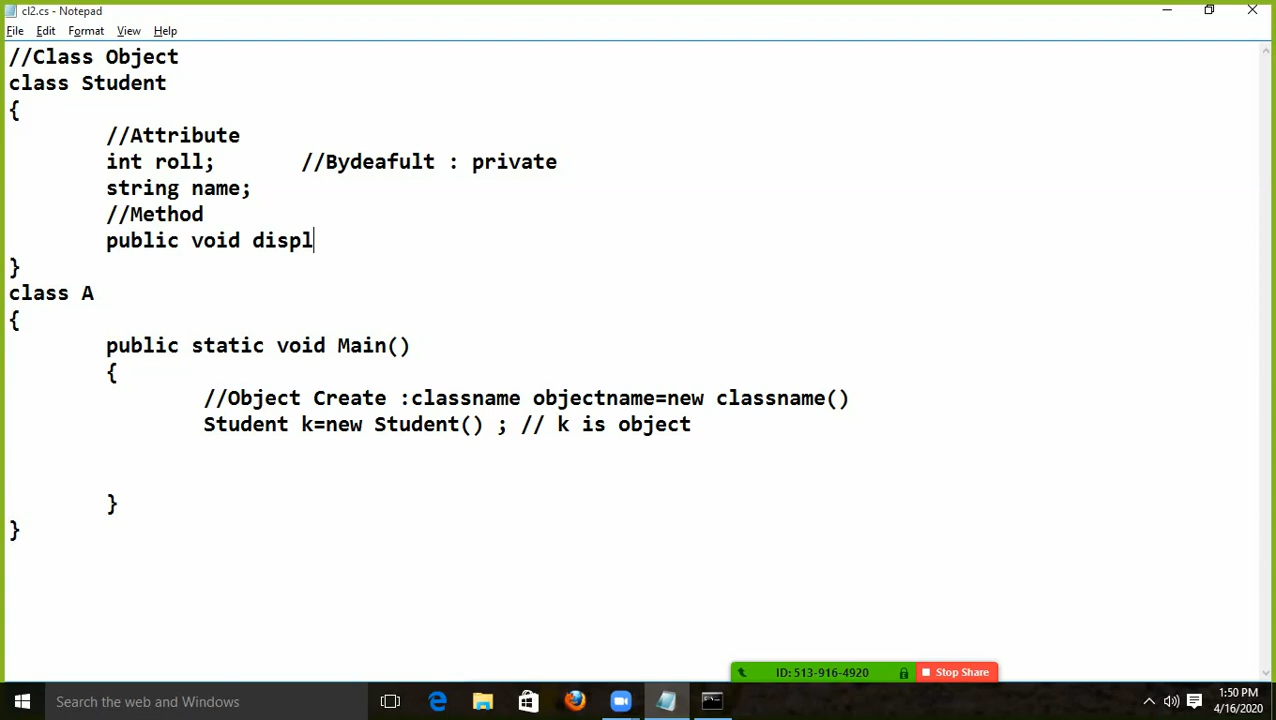 cl2.cs - Notepad
File Edit Format View Help
//Class Object
class Student
{
//Attribute
int roll; //Bydeafult : private
string name;
//Method
public void displ
}
class A
{
public static void Main()
{
//Object Create :classname objectname=new classname()
Student k=new Student() ; // k is object
}
}
ID: 513-916-4920 Stop Share
Search the web and Windows
1:50 PM
4/16/2020